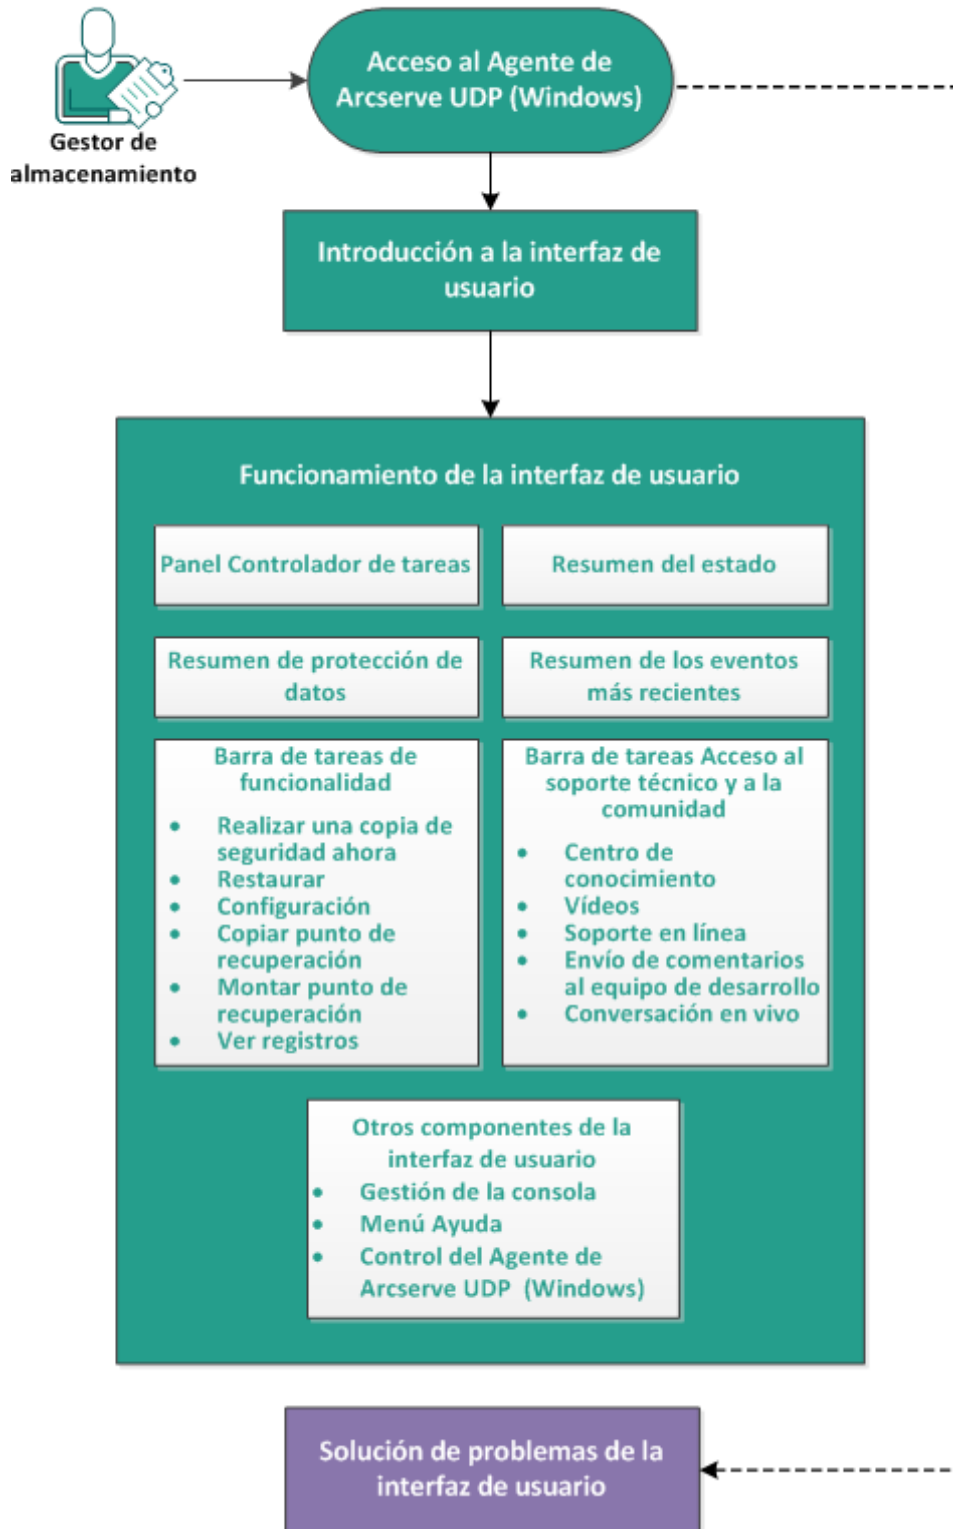 Acceso al Agente de
Arcserve UDP (Windows)
Gestor de
almacenamiento
Introducción a la interfaz de
usuario
Funcionamiento de la interfaz de usuario
Panel Controlador de tareas
Resumen del estado
Resumen de protección de
datos
Resumen de los eventos
más recientes
Barra de tareas de
funcionalidad
• Realizar una copia de
seguridad ahora
• Restaurar
• Configuración
• Copiar punto de
recuperación
• Montar punto de
recuperación
• Ver registros
Barra de tareas Acceso al
soporte técnico y a la
comunidad
• Centro de
conocimiento
• Vídeos
• Soporte en línea
• Envío de comentarios
al equipo de desarrollo
• Conversación en vivo
Otros componentes de la
interfaz de usuario
• Gestión de la consola
• Menú Ayuda
• Control del Agente de
Arcserve UDP (Windows)
Solución de problemas de la
interfaz de usuario